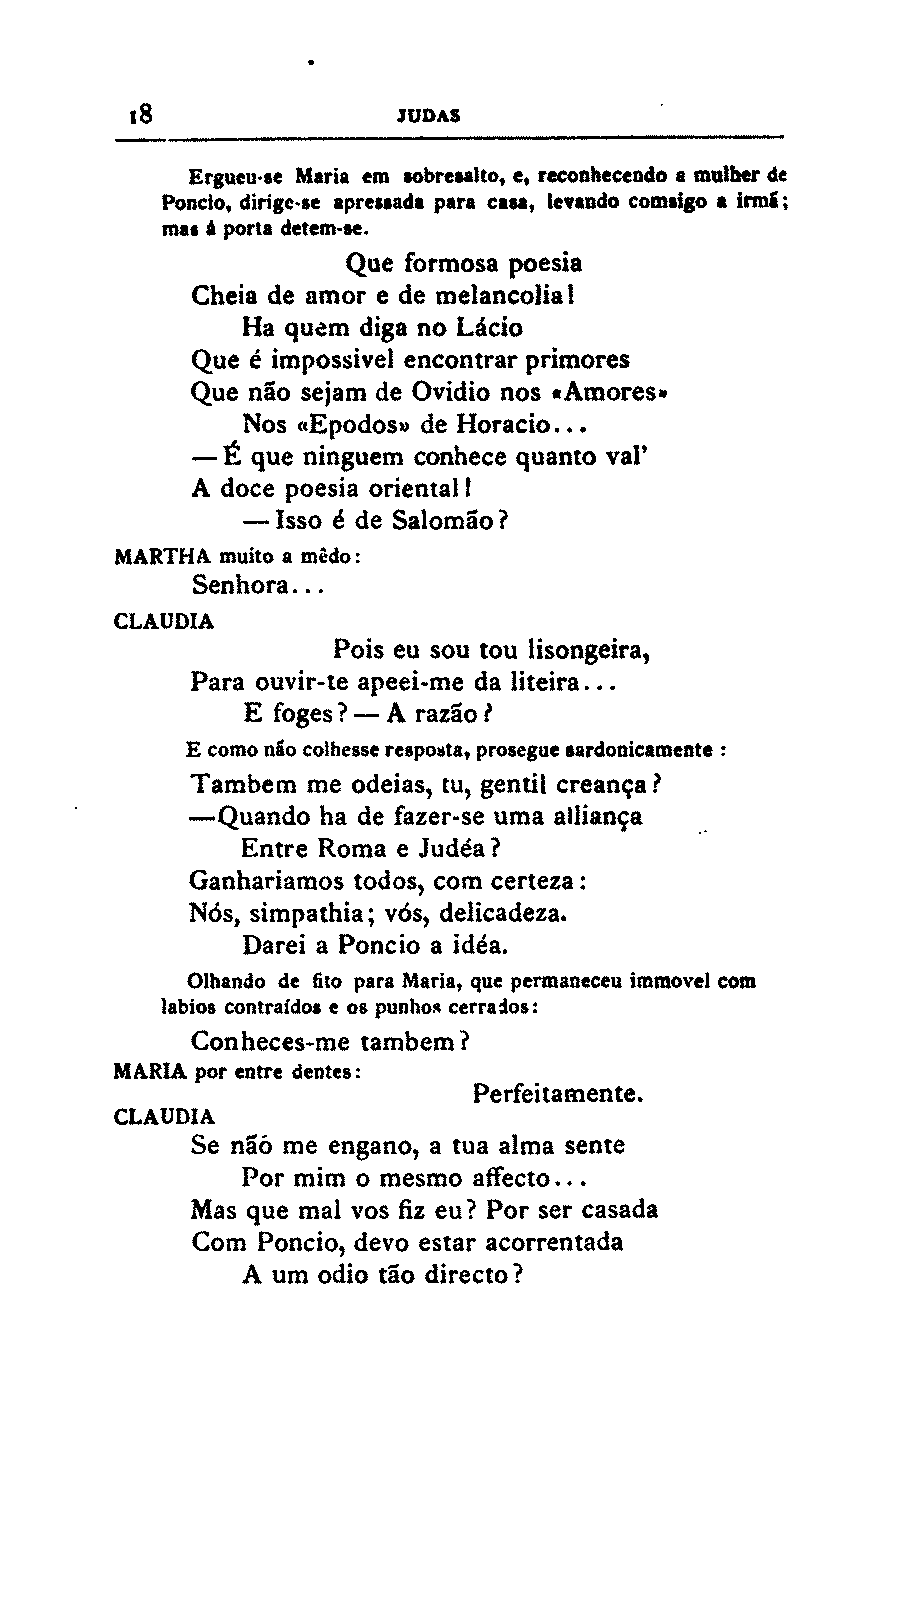 18 JUDAS
Ergueu-se Maria em sobresalto, e, reconhecendo a mulher de
Poncio, dirige-se apressada para casa, levando comsigo a irmã;
mas á porta detem-se.
Que formosa poesia
Cheia de amor e de melancolia!
Ha quem diga no Lácio
Que é impossivel encontrar primores
Que não sejam de Ovidio nos «Amores»
Nos «Epodos» de Horacio...
— É que ninguem conhece quanto val'
A doce poesia oriental!
— Isso é de Salomão?
MARTHA muito a mêdo:
Senhora...
CLAUDIA
Pois eu sou tou lisongeira,
Para ouvir-te apeei-me da liteira...
E foges? — A razão?
E como não colhesse resposta, prosegue sardonicamente:
Tambem me odeias, tu, gentil creança?
—Quando ha de fazer-se uma alliança
Entre Roma e Judéa?
Ganhariamos todos, com certeza:
Nós, simpathia; vós, delicadeza.
Darei a Poncio a idéa.
Olhando de fito para Maria, que permaneceu immovel com
labios contraídos e os punhos cerrados:
Conheces-me tambem?
MARIA por entre dentes:
Perfeitamente.
CLAUDIA
Se não me engano, a tua alma sente
Por mim o mesmo affecto...
Mas que mal vos fiz eu? Por ser casada
Com Poncio, devo estar acorrentada
A um odio tão directo?